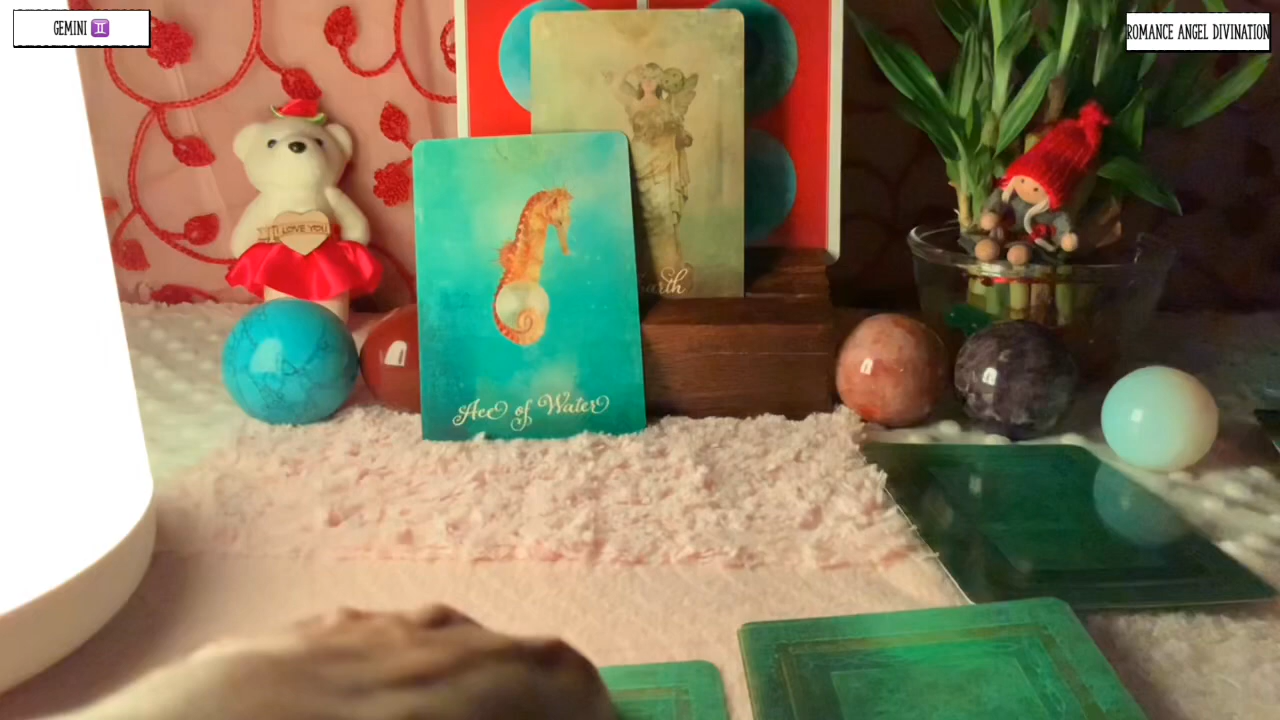 GEMINI ♊
ROMANCE ANGEL DIVINATION
I LOVE YOU
Ace of Water